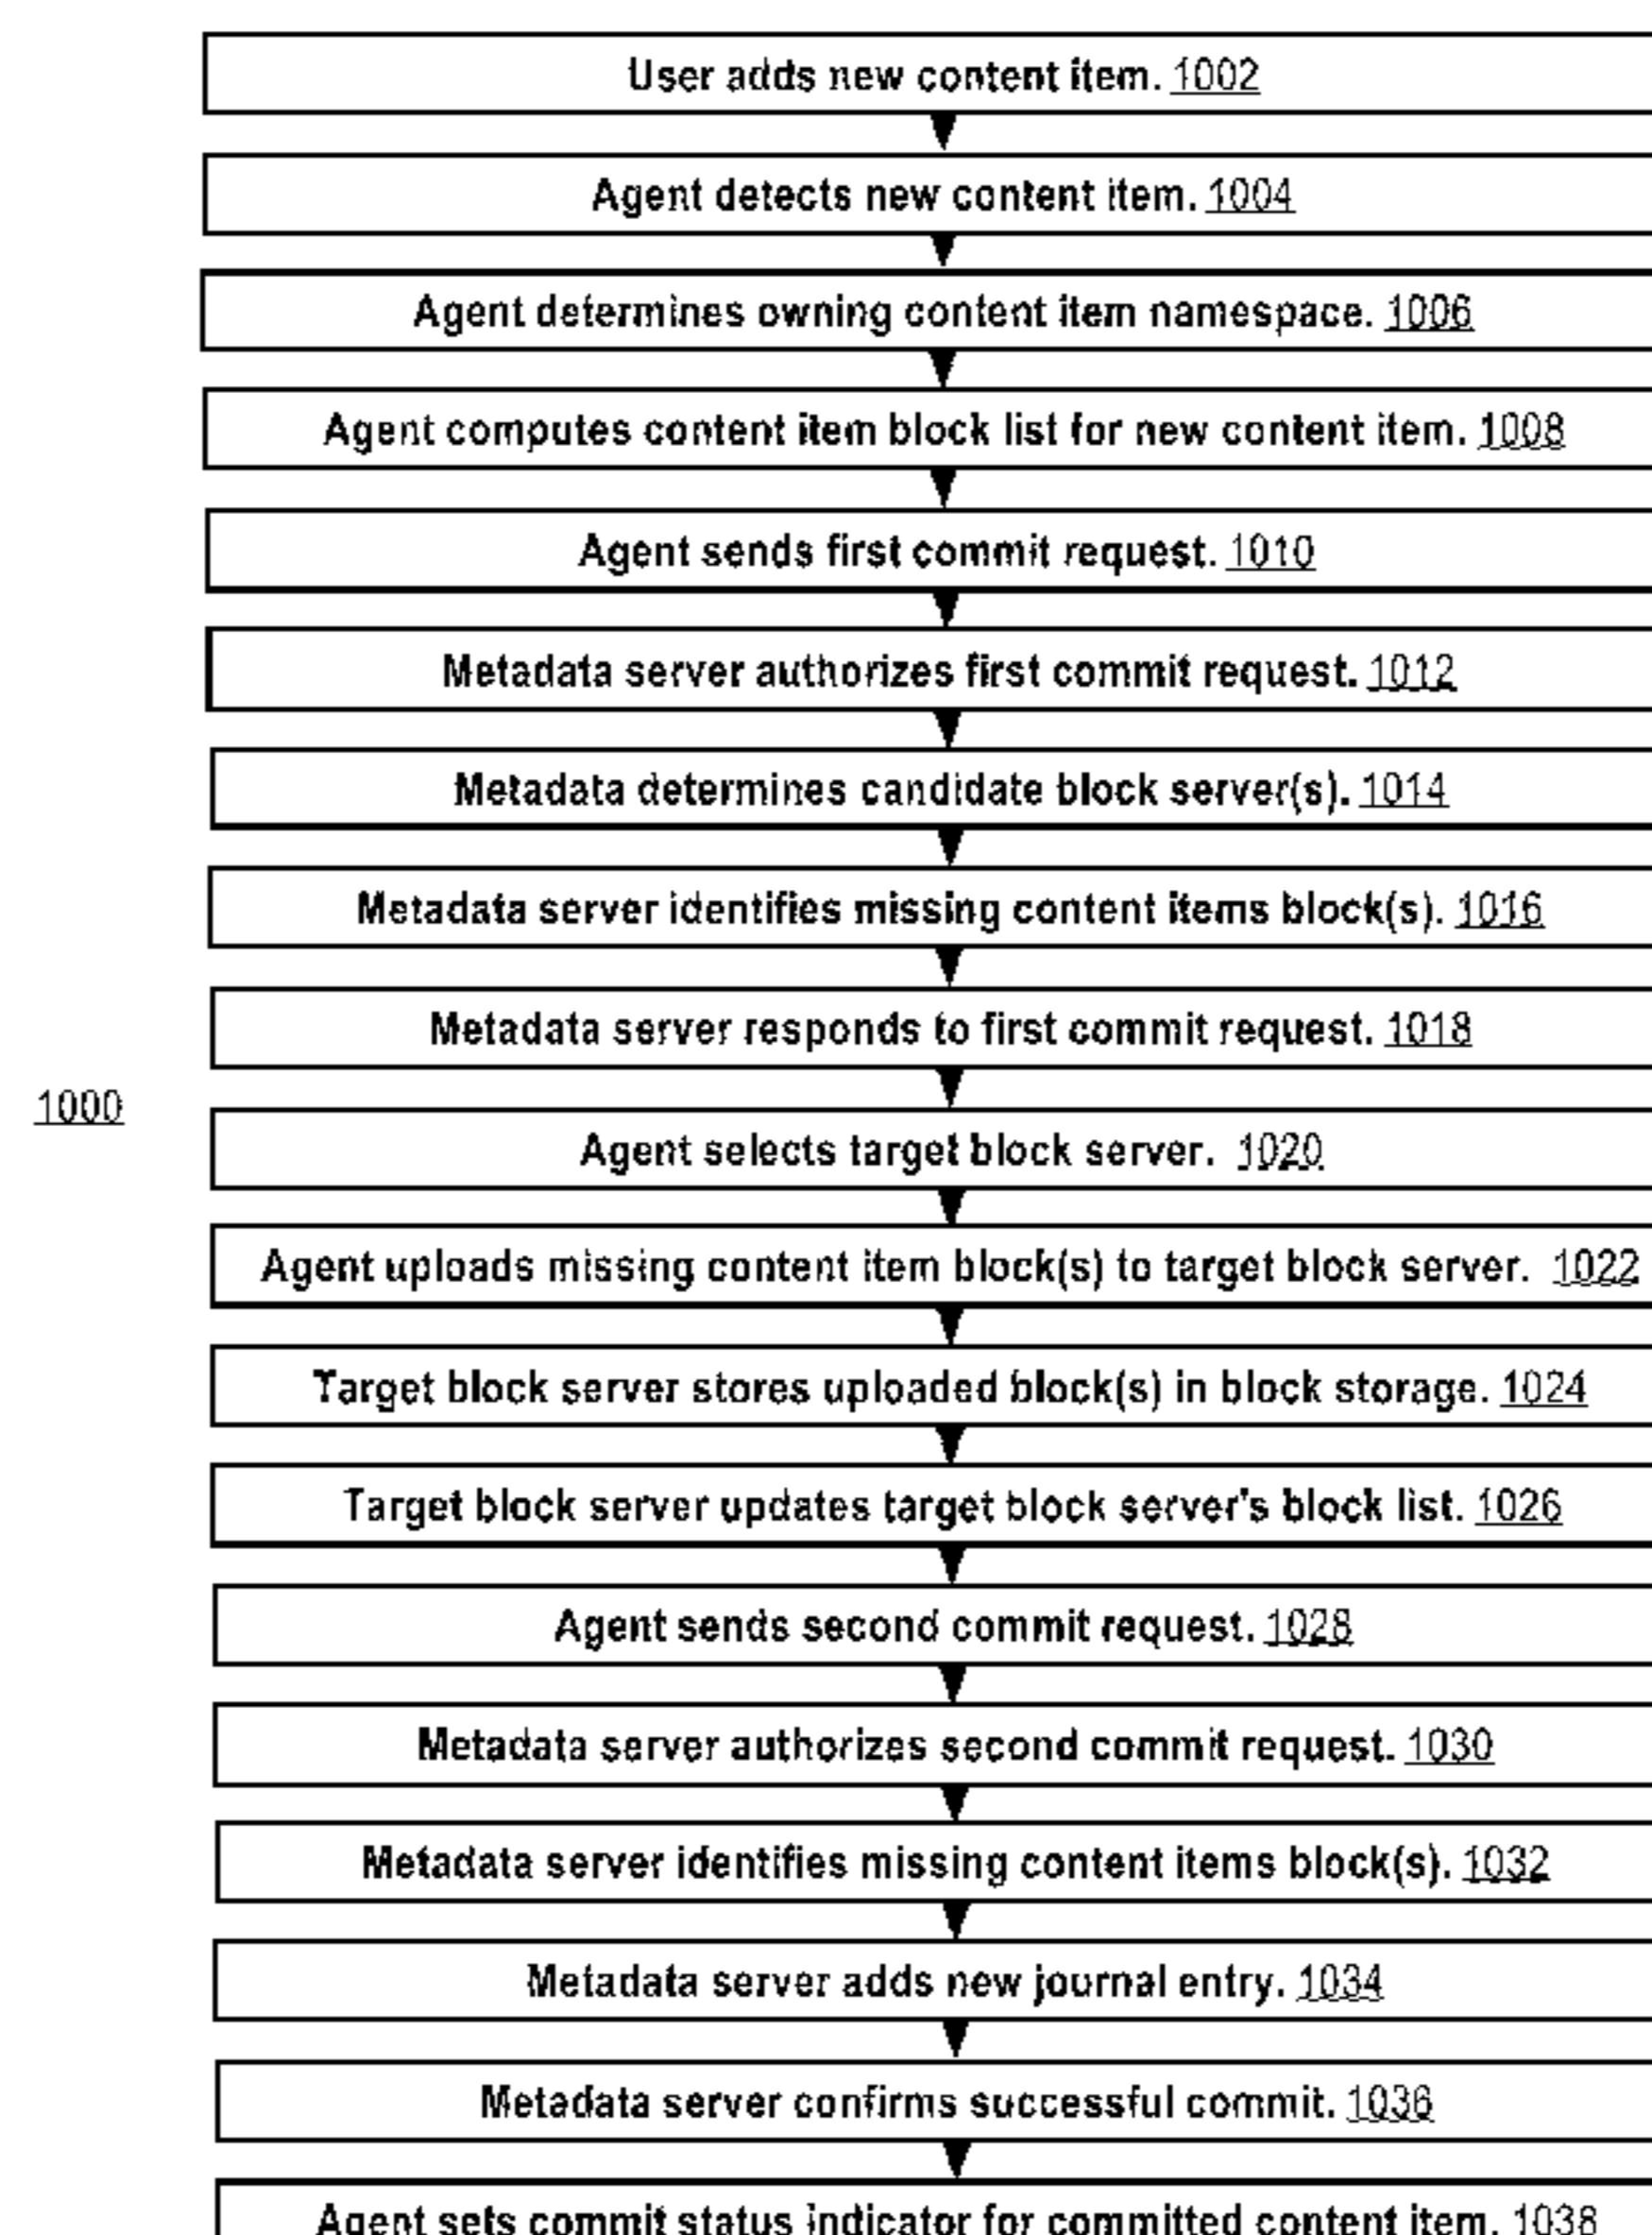 User adds new content item. 1002
Agent detects new content item. 1004
Agent determines owning content item namespace. 1006
Agent computes content item block list for new content item. 1008
Agent sends first commit request. 1010
Metadata server authorizes first commit request. 1012
Metadata determines candidate block server(s). 1014
Metadata server identifies missing content items block(s). 1016
Metadata server responds to first commit request. 1018
1000
Agent selects target block server. 1020
Agent uploads missing content item block(s) to target block server. 1022
Target block server stores uploaded block(s) in block storage. 1024
Target block server updates target block server's block list. 1026
Agent sends second commit request. 1028
Metadata server authorizes second commit request. 1030
Metadata server identifies missing content items block(s). 1032
Metadata server adds new journal entry. 1034
Metadata server confirms successful commit. 1036
Agent sets commit status indicator for committed content item. 1038